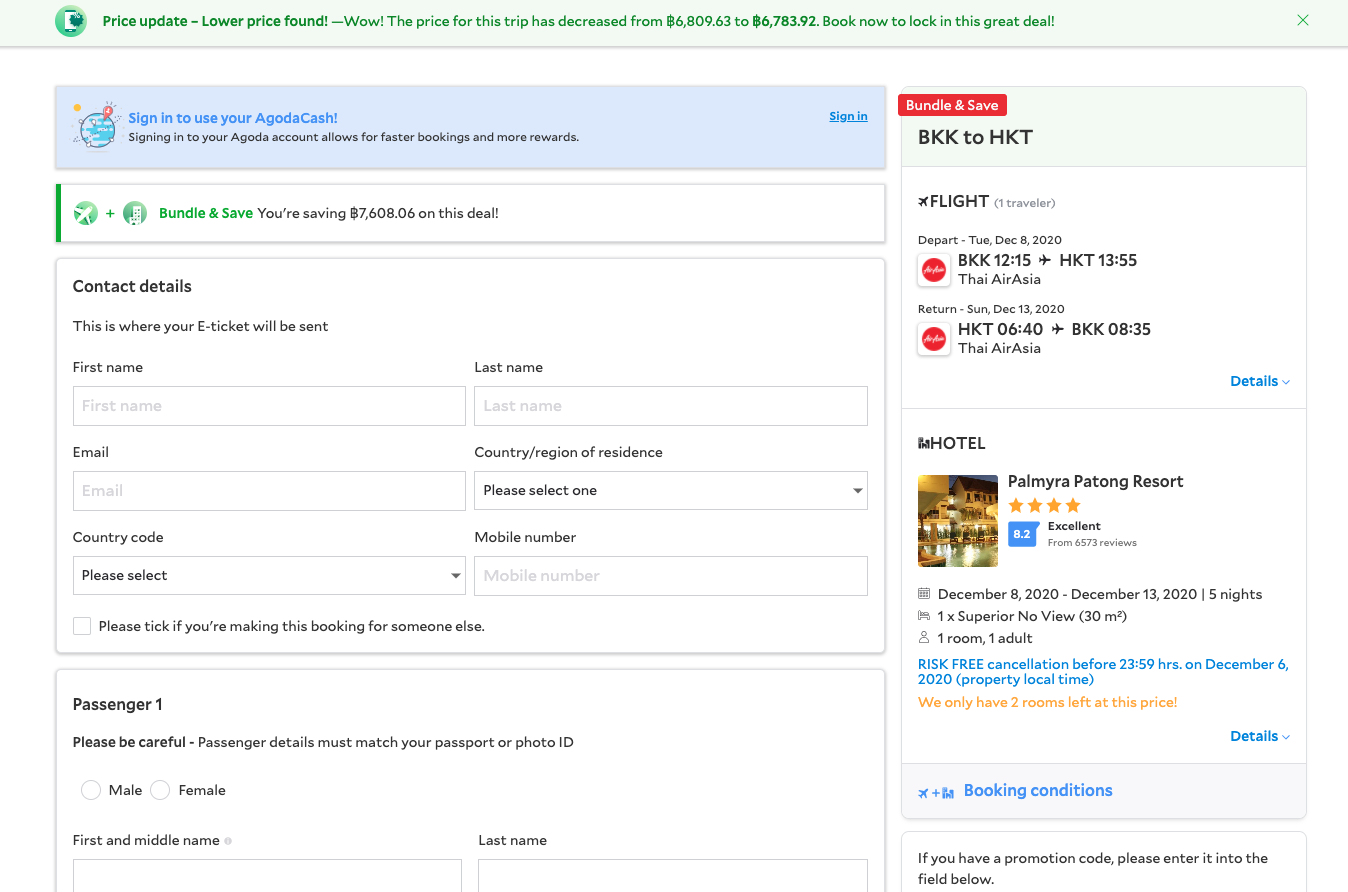 Price update – Lower price found! —Wow! The price for this trip has decreased from ฿6,809.63 to ฿6,783.92. Book now to lock in this great deal!
Sign in to use your AgodaCash!
Sign in
Signing in to your Agoda account allows for faster bookings and more rewards.
+ Bundle & Save You're saving ฿7,608.06 on this deal!
Contact details
This is where your E-ticket will be sent
First name
Last name
First name
Last name
Email
Country/region of residence
Email
Please select one
Country code
Mobile number
Please select
Mobile number
Please tick if you're making this booking for someone else.
Passenger 1
Please be careful - Passenger details must match your passport or photo ID
Male
Female
First and middle name
Last name
Bundle & Save
BKK to HKT
FLIGHT (1 traveler)
Depart - Tue, Dec 8, 2020
BKK 12:15 HKT 13:55
AirAsia
Thai AirAsia
Return - Sun, Dec 13, 2020
HKT 06:40 BKK 08:35
AirAsia
Thai AirAsia
Details
HOTEL
Palmyra Patong Resort
8.2
Excellent
From 6573 reviews
December 8, 2020 - December 13, 2020 | 5 nights
1 x Superior No View (30 m²)
1 room, 1 adult
RISK FREE cancellation before 23:59 hrs. on December 6,
2020 (property local time)
We only have 2 rooms left at this price!
Details
+ Booking conditions
If you have a promotion code, please enter it into the
field below.